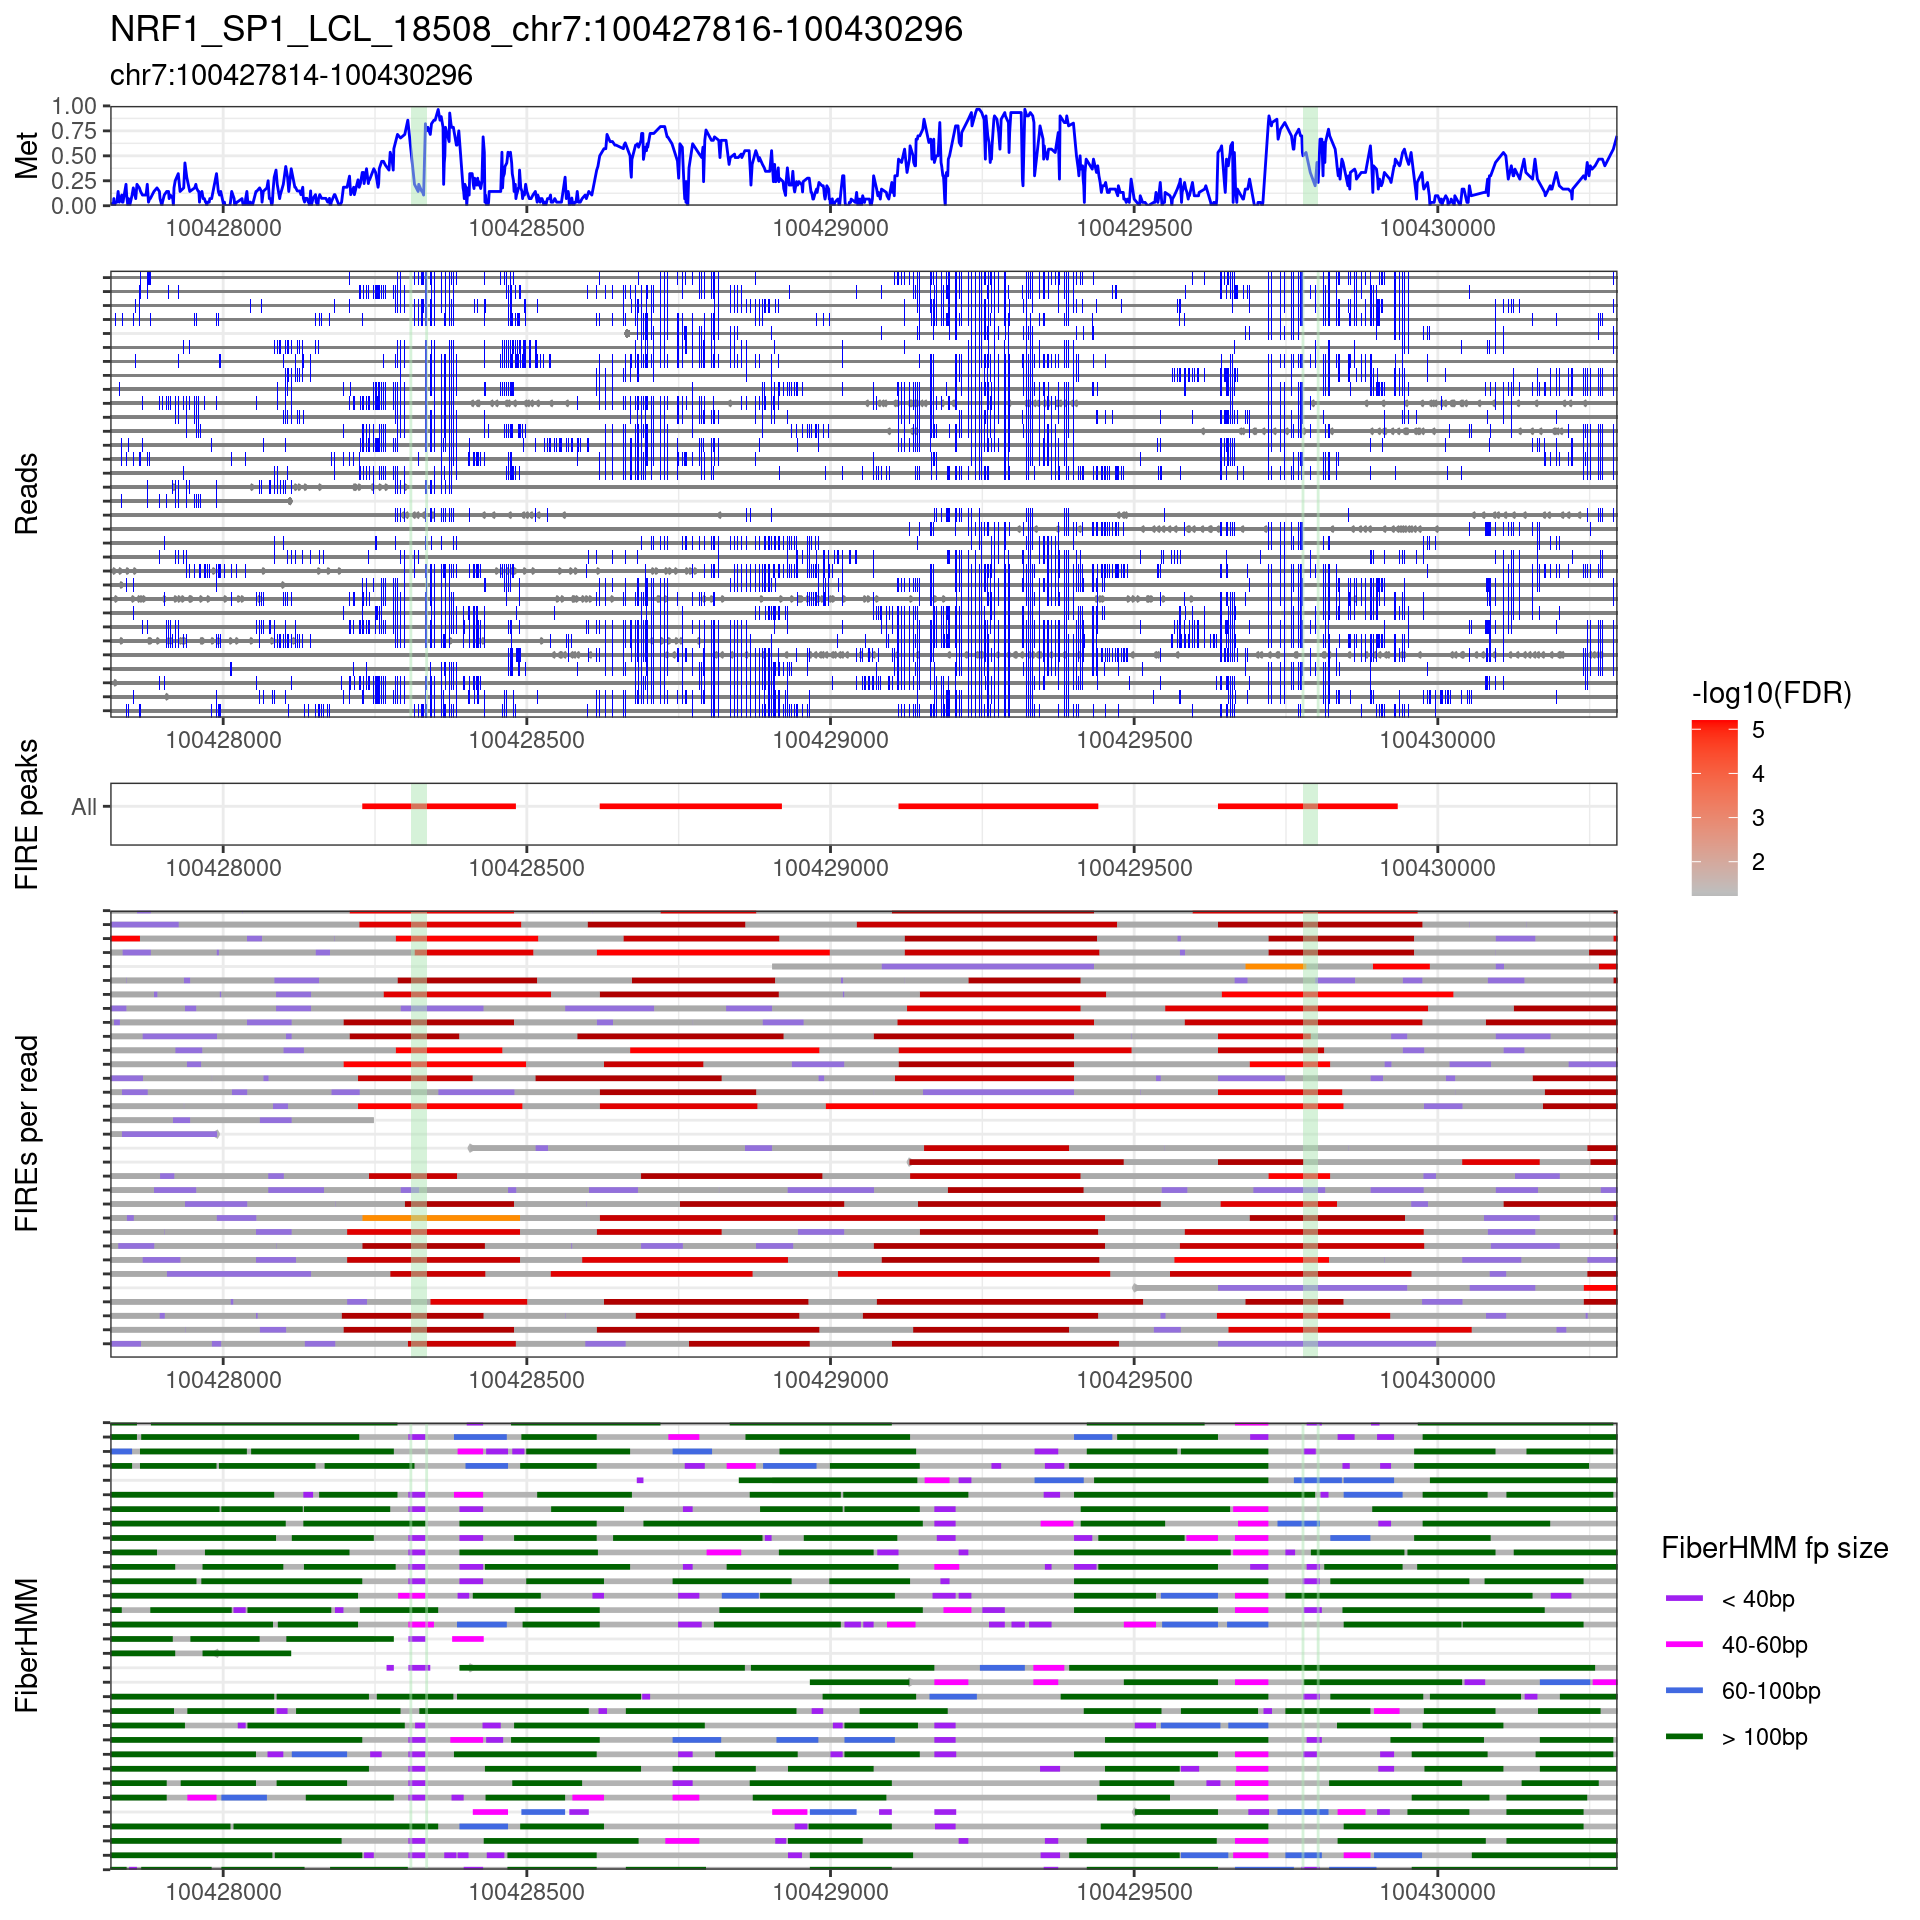 NRF1_SP1_LCL_18508_chr7:100427816-100430296
chr7:100427814-100430296
Met
1.00
0.75
0.50
0.25
0.00
100428000 100428500 100429000 100429500 100430000
Reads
100428000 100428500 100429000 100429500 100430000
FIRE peaks
All
100428000 100428500 100429000 100429500 100430000
-log10(FDR)
5
4
3
2
FIREs per read
100428000 100428500 100429000 100429500 100430000
FiberHMM
100428000 100428500 100429000 100429500 100430000
FiberHMM fp size
< 40bp
40-60bp
60-100bp
> 100bp